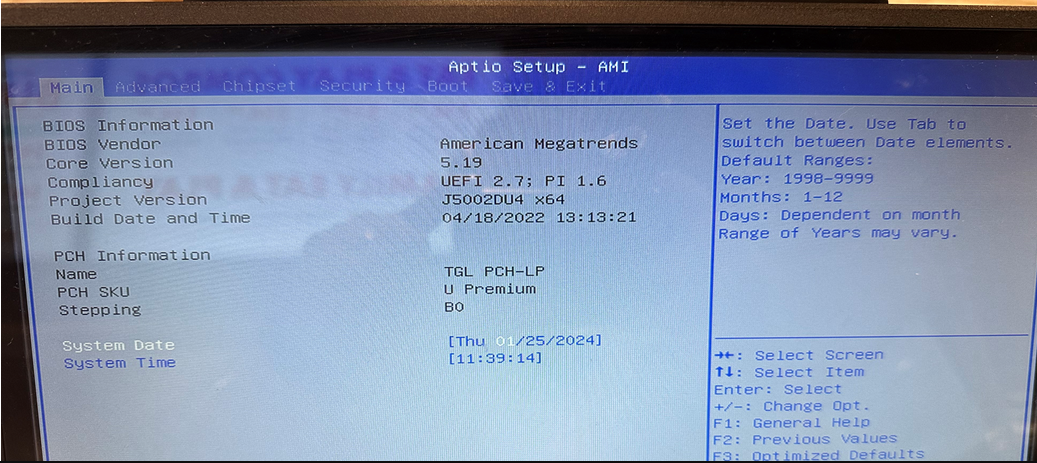 Aptio Setup - AMI
Main Advanced Chipset Security Boot Save & Exit
BIOS Information
BIOS Vendor American Megatrends
Core Version 5.19
Compliancy UEFI 2.7; PI 1.6
Project Version J5002DU4 x64
Build Date and Time 04/18/2022 13:13:21
PCH Information
Name TGL PCH-LP
PCH SKU U Premium
Stepping B0
System Date [Thu 01/25/2024]
System Time [11:39:14]
Set the Date. Use Tab to
switch between Date elements.
Default Ranges:
Year: 1998-9999
Months: 1-12
Days: Dependent on month
Range of Years may vary.
→←: Select Screen
↑↓: Select Item
Enter: Select
+/-: Change Opt.
F1: General Help
F2: Previous Values
F3: Optimized Defaults